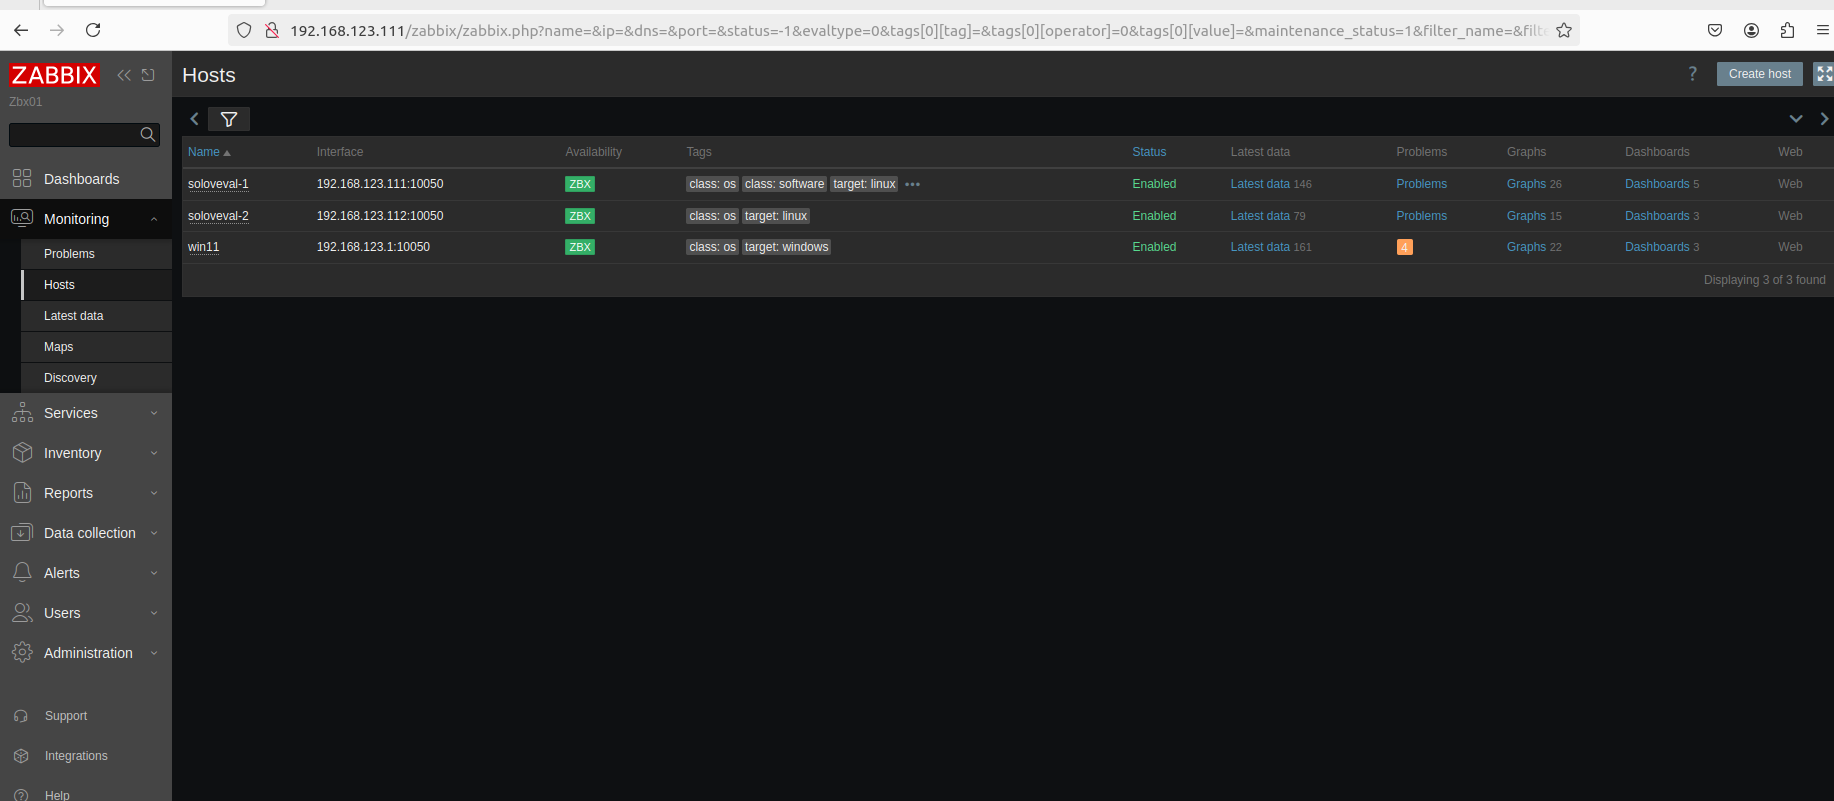 192.168.123.111/zabbix/zabbix.php?name=&ip=&dns=&port=&status=-1&evaltype=0&tags[0][tag]=&tags[0][operator]=0&tags[0][value]=&maintenance_status=1&filter_name=&filt
ZABBIX
Zbx01
Hosts
? Create host
Dashboards
Monitoring
Problems
Hosts
Latest data
Maps
Discovery
Services
Inventory
Reports
Data collection
Alerts
Users
Administration
Support
Integrations
Help
Name Interface Availability Tags Status Latest data Problems Graphs Dashboards Web
soloveval-1 192.168.123.111:10050 ZBX class: os class: software target: linux ••• Enabled Latest data 146 Problems Graphs 26 Dashboards 5 Web
soloveval-2 192.168.123.112:10050 ZBX class: os target: linux Enabled Latest data 79 Problems Graphs 15 Dashboards 3 Web
win11 192.168.123.1:10050 ZBX class: os target: windows Enabled Latest data 161 4 Graphs 22 Dashboards 3 Web
Displaying 3 of 3 found